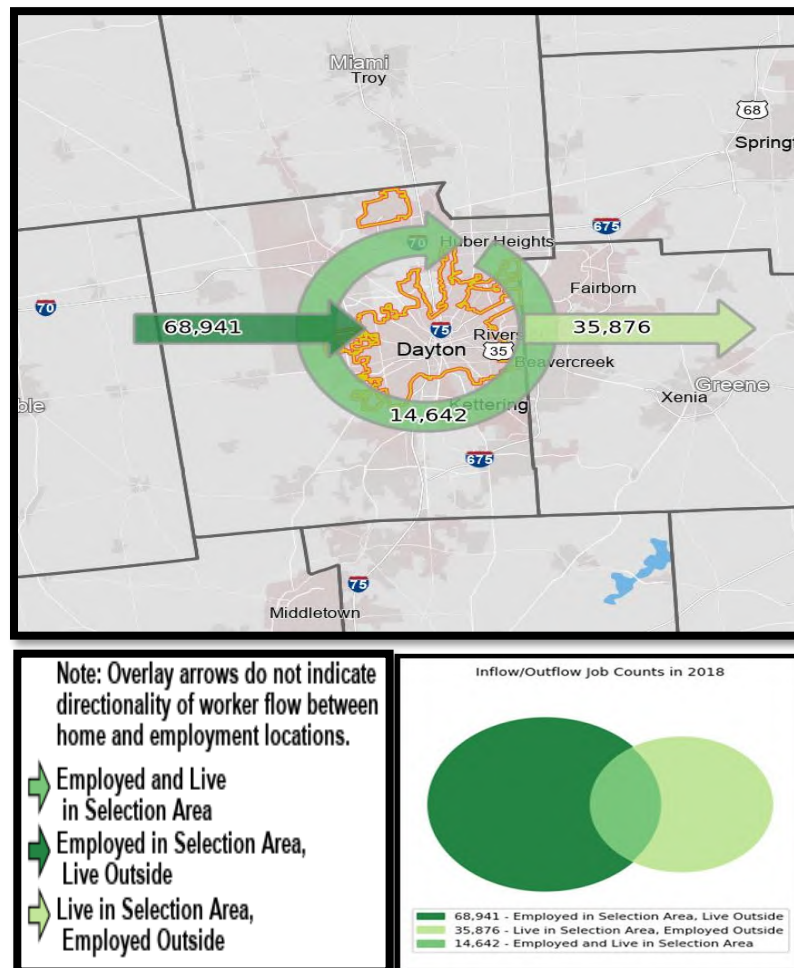 Miami
Troy
68
Springf
675
70
Huber Heights
Fairborn
70
68,941
75
35,876
Dayton
Rivers
35
Beavercreek
Greene
ble
Xenia
14,642
Kettering
675
75
Middletown
Note: Overlay arrows do not indicate
directionality of worker flow between
home and employment locations.
Employed and Live
in Selection Area
Employed in Selection Area,
Live Outside
Live in Selection Area,
Employed Outside
Inflow/Outflow Job Counts in 2018
68,941 - Employed in Selection Area, Live Outside
35,876 - Live in Selection Area, Employed Outside
14,642 - Employed and Live in Selection Area